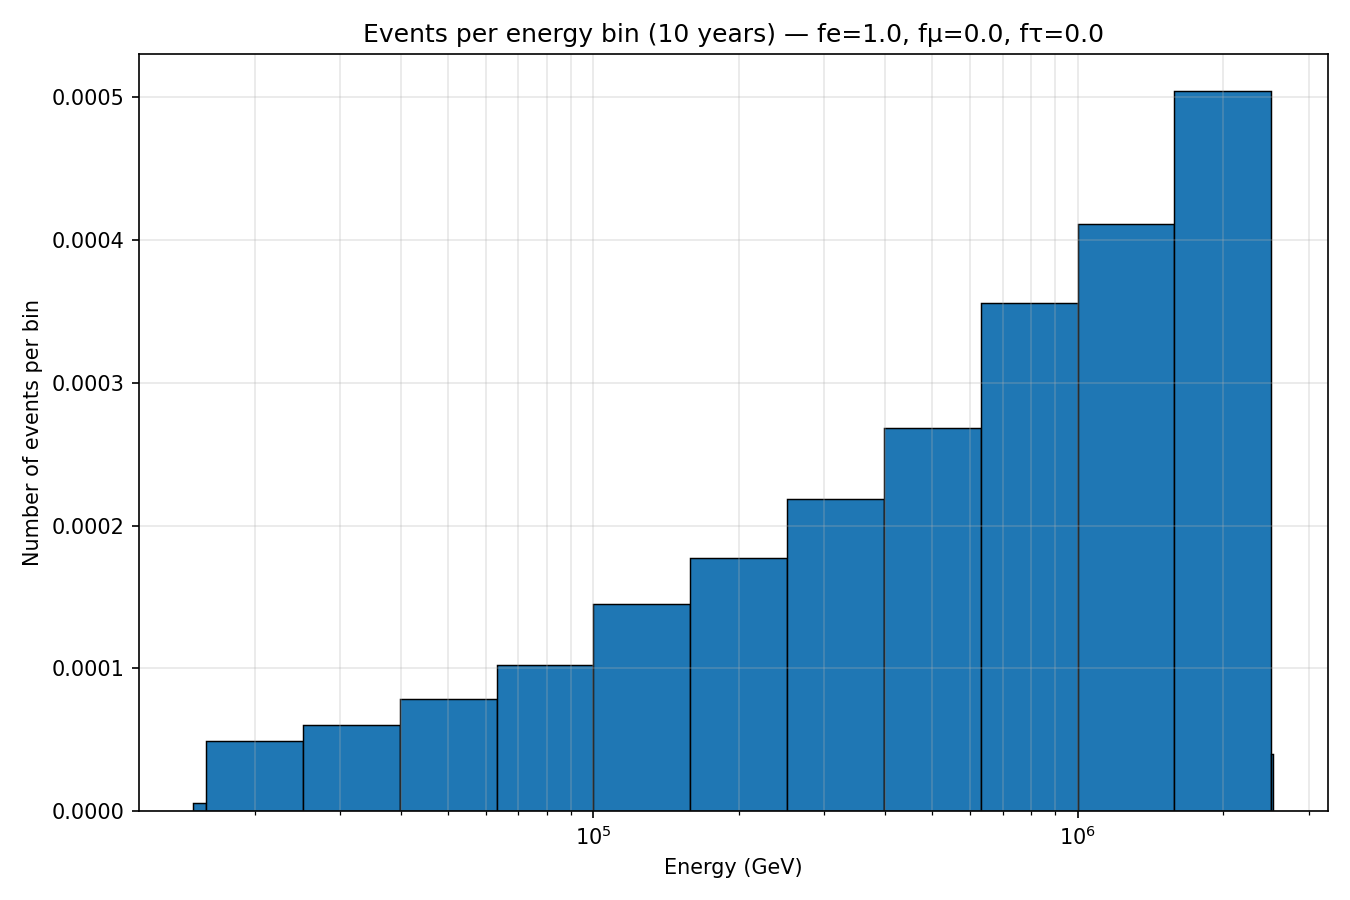 Events per energy bin (10 years) — fe=1.0, fμ=0.0, fτ=0.0
Number of events per bin
0.0005
0.0004
0.0003
0.0002
0.0001
0.0000
10⁵
10⁶
Energy (GeV)